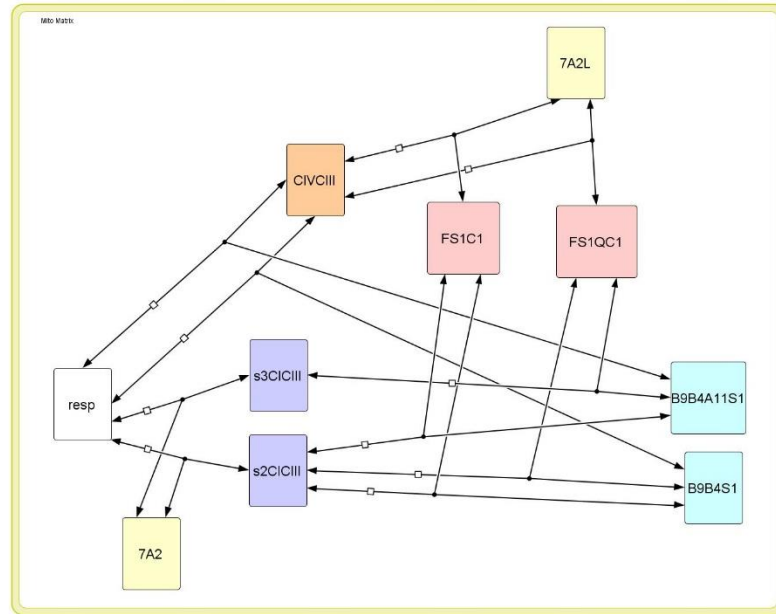 Mito Matrix
7A2L
CIVCIII
FS1C1
FS1QC1
s3CICIII
resp
B9B4A11S1
s2CICIII
B9B4S1
7A2